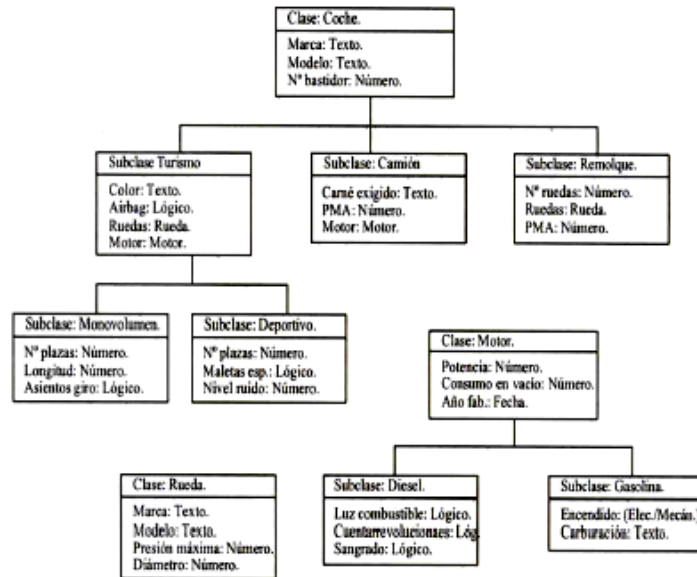 Clase: Coche.
Marca: Texto.
Modelo: Texto.
Nº bastidor: Número.
Subclase Turismo
Color: Texto.
Airbag: Lógico.
Ruedas: Rueda.
Motor: Motor.
Subclase: Camión
Carné exigido: Texto.
PMA: Número.
Motor: Motor.
Subclase: Remolque.
Nº ruedas: Número.
Ruedas: Rueda.
PMA: Número.
Subclase: Monovolumen.
Nº plazas: Número.
Longitud: Número.
Asientos giro: Lógico.
Subclase: Deportivo.
Nº plazas: Número.
Maletas esp.: Lógico.
Nivel ruido: Número.
Clase: Motor.
Potencia: Número.
Consumo en vacio: Número.
Año fab.: Fecha.
Clase: Rueda.
Marca: Texto.
Modelo: Texto.
Presión máxima: Número.
Diámetro: Número.
Subclase: Diesel.
Luz combustible: Lógico.
Cuentarrevolucionaes: Lóg.
Sangrado: Lógico.
Subclase: Gasolina.
Encendido: (Elec./Mecán.)
Carburación: Texto.